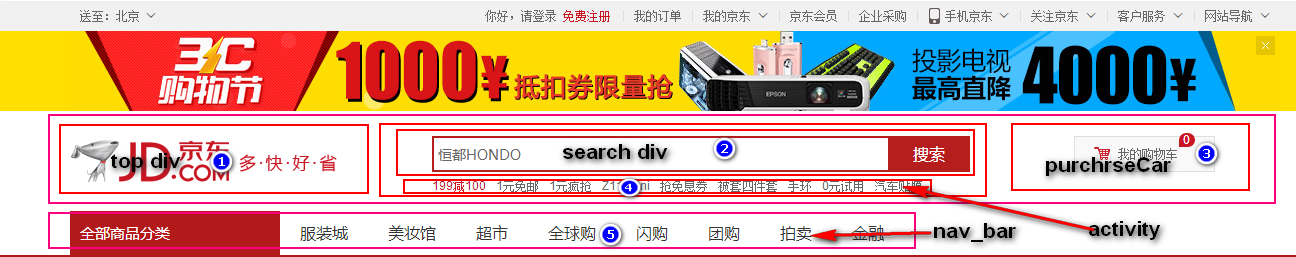 送至：北京
你好，请登录 免费注册 我的订单 我的京东 京东会员 企业采购 手机京东 关注京东 客户服务 网站导航
3C
购物节
1000¥抵扣券限量抢
EPSON
投影电视
最高直降
4000¥
JD.COM
京东
多·快·好·省
top div
1
恒都HONDO
search div
2
搜索
我的购物车
0
3
purchrseCar
199减100 1元免邮 1元疯抢 抢免息券 被套四件套 手环 0元试用 汽车贴膜
4
activity
全部商品分类 服装城 美妆馆 超市 全球购 闪购 团购 拍卖 金融
5
nav_bar